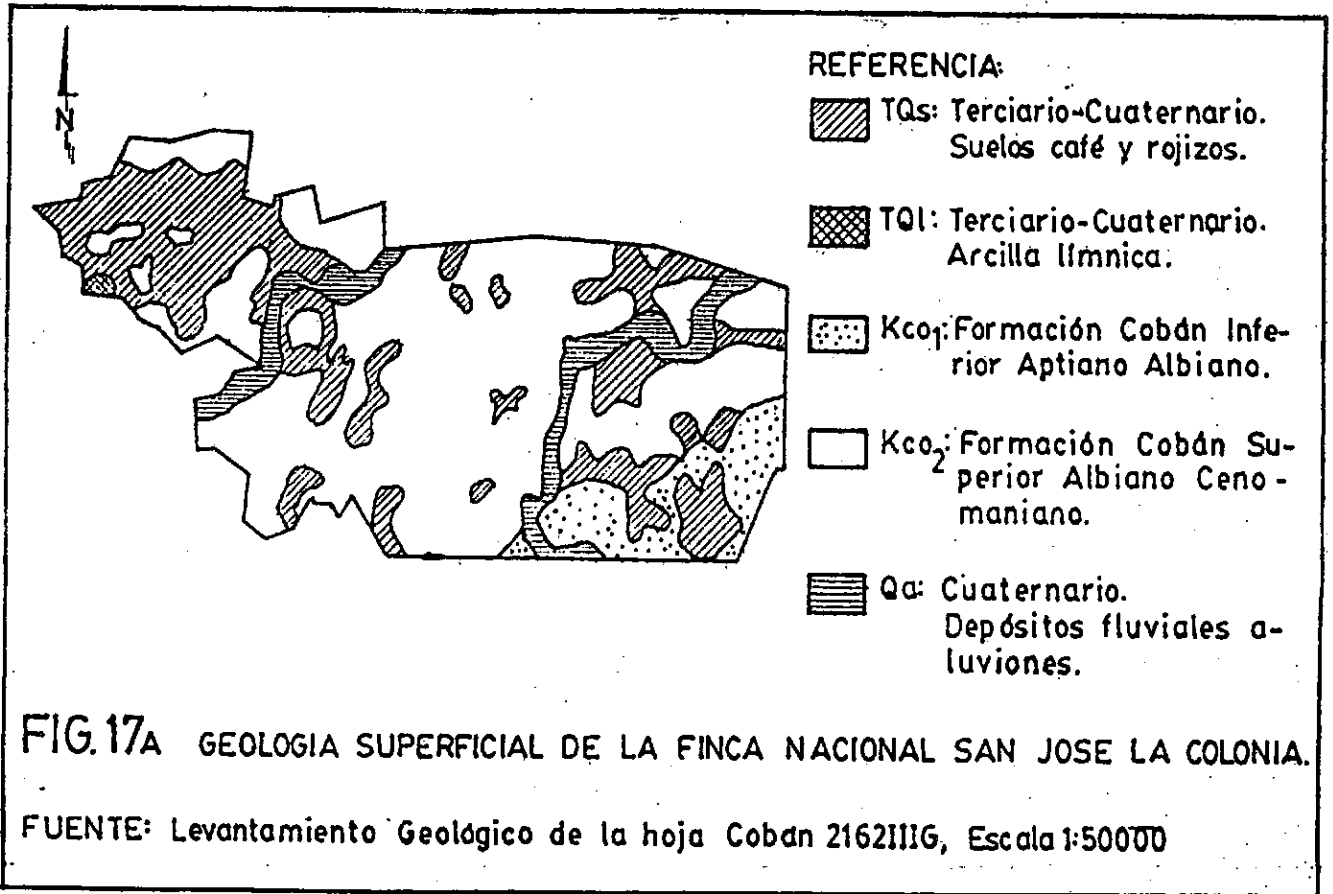 N
REFERENCIA:
TQs: Terciario-Cuaternario.
Suelos café y rojizos.
TQl: Terciario-Cuaternario.
Arcilla límnica.
Kco1: Formación Cobán Infe-
rior Aptiano Albiano.
Kco2: Formación Cobán Su-
perior Albiano Ceno-
maniano.
Qa: Cuaternario.
Depósitos fluviales a-
luviones.
FIG. 17A GEOLOGIA SUPERFICIAL DE LA FINCA NACIONAL SAN JOSE LA COLONIA.
FUENTE: Levantamiento Geológico de la hoja Cobán 2162IIIG, Escala 1:50000